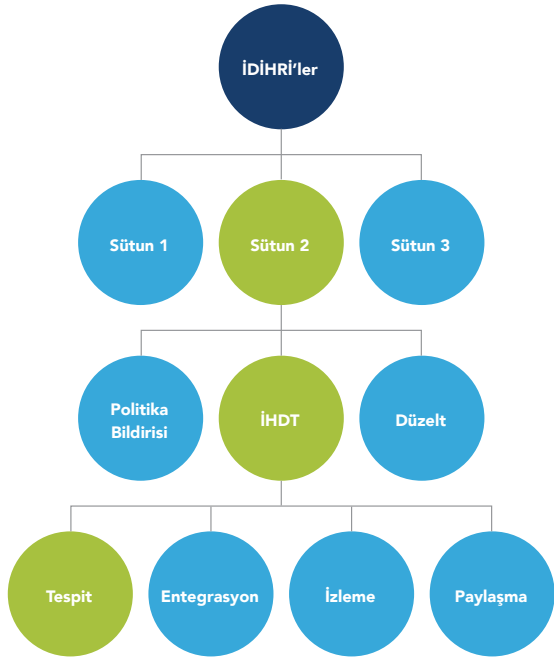 İDİHRİ’ler
Sütun 1
Sütun 2
Sütun 3
Politika
Bildirisi
İHDT
Düzelt
Tespit
Entegrasyon
İzleme
Paylaşma